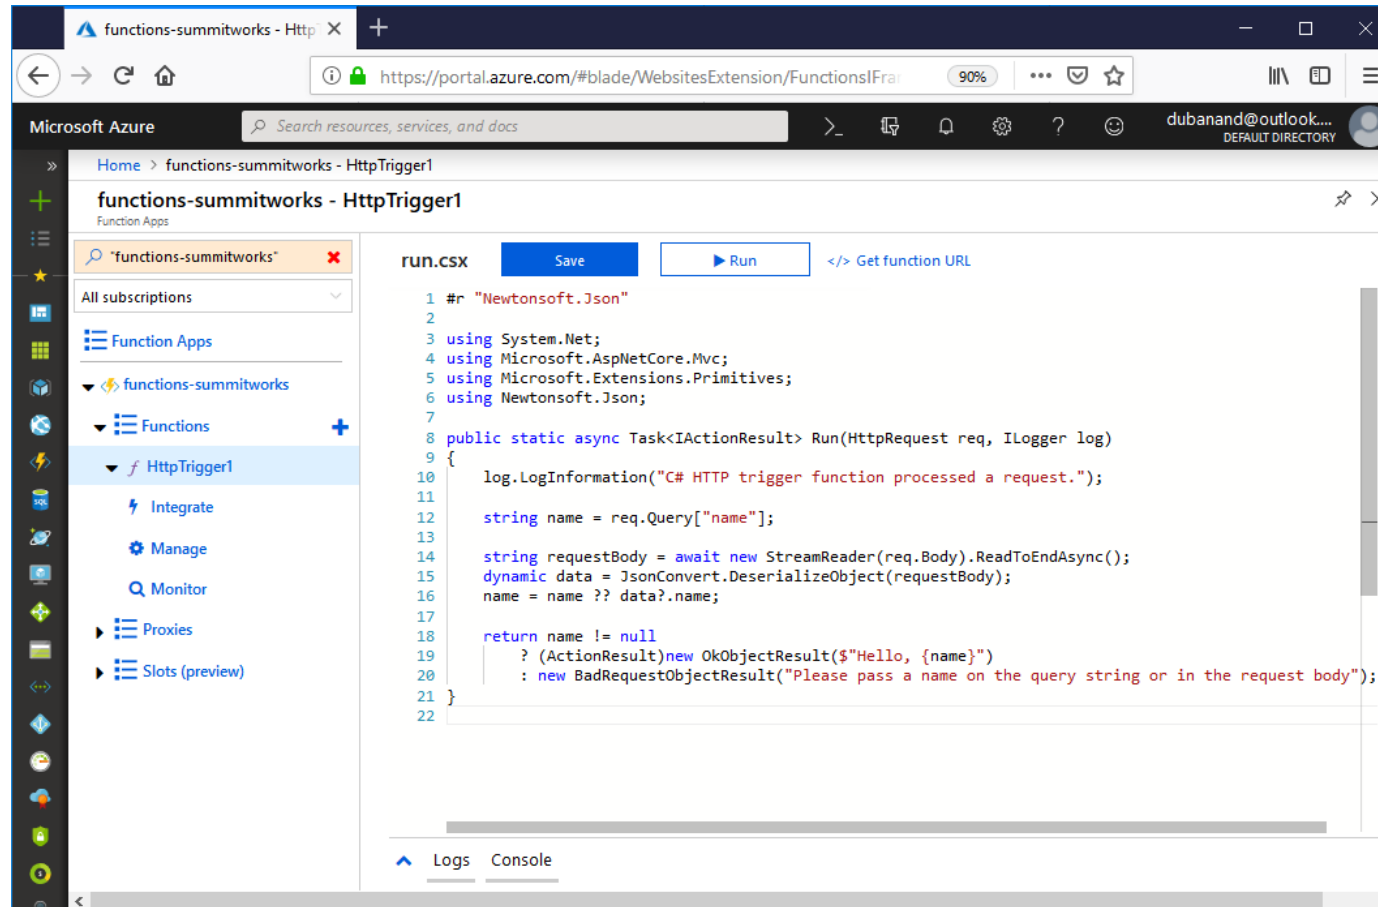 functions-summitworks - Http
https://portal.azure.com/#blade/WebsitesExtension/FunctionsIFra
90%
Microsoft Azure
Search resources, services, and docs
dubanand@outlook....
DEFAULT DIRECTORY
Home > functions-summitworks - HttpTrigger1
functions-summitworks - HttpTrigger1
Function Apps
"functions-summitworks"
All subscriptions
Function Apps
functions-summitworks
Functions
HttpTrigger1
Integrate
Manage
Monitor
Proxies
Slots (preview)
run.csx
Save
Run
</> Get function URL
1 #r "Newtonsoft.Json"
2
3 using System.Net;
4 using Microsoft.AspNetCore.Mvc;
5 using Microsoft.Extensions.Primitives;
6 using Newtonsoft.Json;
7
8 public static async Task<IActionResult> Run(HttpRequest req, ILogger log)
9 {
10 log.LogInformation("C# HTTP trigger function processed a request.");
11
12 string name = req.Query["name"];
13
14 string requestBody = await new StreamReader(req.Body).ReadToEndAsync();
15 dynamic data = JsonConvert.DeserializeObject(requestBody);
16 name = name ?? data?.name;
17
18 return name != null
19 ? (ActionResult)new OkObjectResult($"Hello, {name}")
20 : new BadRequestObjectResult("Please pass a name on the query string or in the request body");
21 }
22
Logs
Console